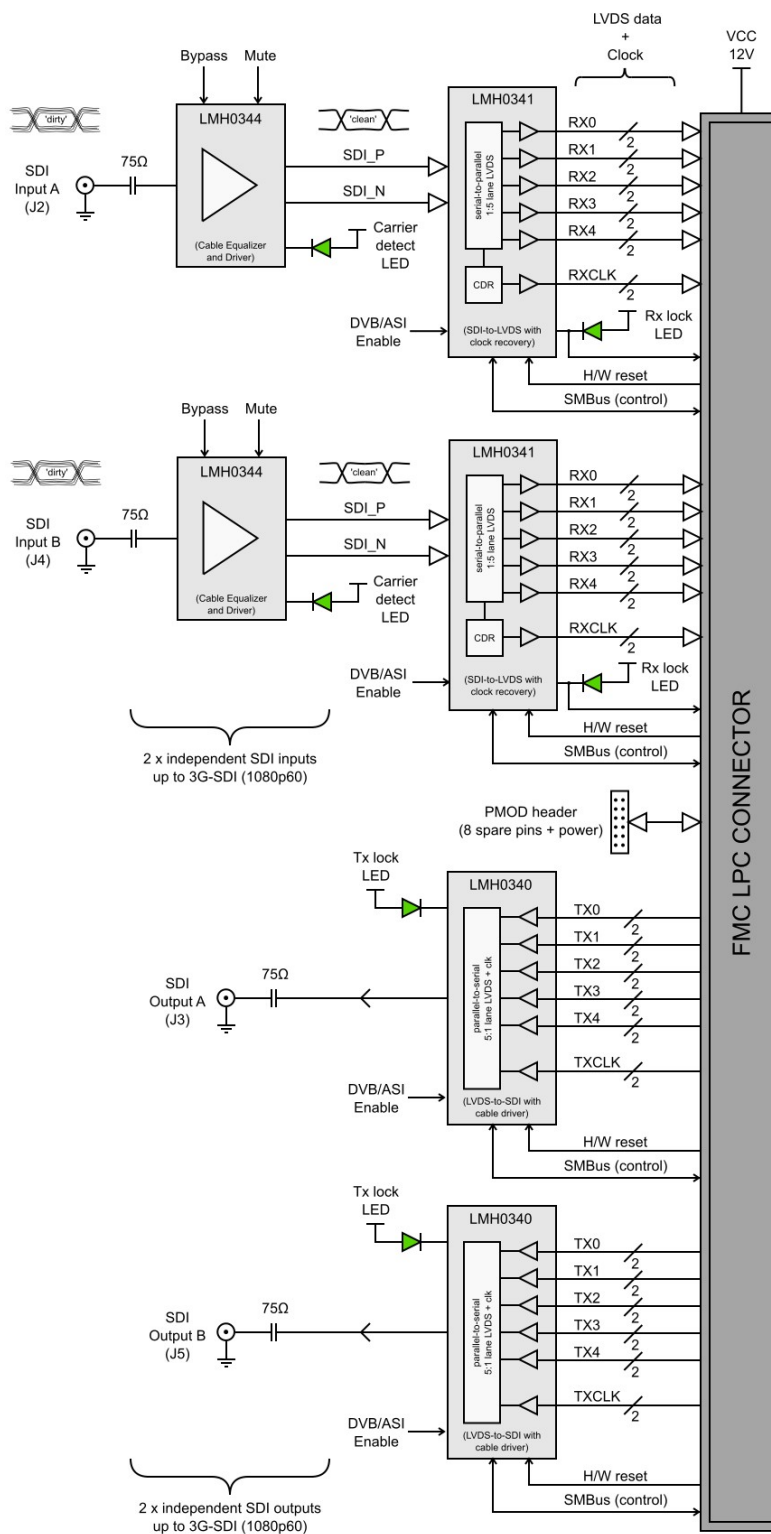 LVDS data
+
Clock
VCC
12V
Bypass
Mute
'dirty'
LMH0344
'clean'
LMH0341
SDI
Input A
(J2)
75Ω
SDI_P
SDI_N
(Cable Equalizer
and Driver)
Carrier
detect
LED
serial-to-parallel
1:5 lane LVDS
CDR
RX0
2
RX1
2
RX2
2
RX3
2
RX4
2
RXCLK
2
DVB/ASI
Enable
(SDI-to-LVDS with
clock recovery)
Rx lock
LED
H/W reset
SMBus (control)
Bypass
Mute
'dirty'
LMH0344
'clean'
LMH0341
SDI
Input B
(J4)
75Ω
SDI_P
SDI_N
(Cable Equalizer
and Driver)
Carrier
detect
LED
serial-to-parallel
1:5 lane LVDS
CDR
RX0
2
RX1
2
RX2
2
RX3
2
RX4
2
RXCLK
2
DVB/ASI
Enable
(SDI-to-LVDS with
clock recovery)
Rx lock
LED
H/W reset
SMBus (control)
2 x independent SDI inputs
up to 3G-SDI (1080p60)
PMOD header
(8 spare pins + power)
FMC LPC CONNECTOR
Tx lock
LED
LMH0340
SDI
Output A
(J3)
75Ω
parallel-to-serial
5:1 lane LVDS + clk
TX0
2
TX1
2
TX2
2
TX3
2
TX4
2
TXCLK
2
DVB/ASI
Enable
(LVDS-to-SDI with
cable driver)
H/W reset
SMBus (control)
Tx lock
LED
LMH0340
SDI
Output B
(J5)
75Ω
parallel-to-serial
5:1 lane LVDS + clk
TX0
2
TX1
2
TX2
2
TX3
2
TX4
2
TXCLK
2
DVB/ASI
Enable
(LVDS-to-SDI with
cable driver)
H/W reset
SMBus (control)
2 x independent SDI outputs
up to 3G-SDI (1080p60)